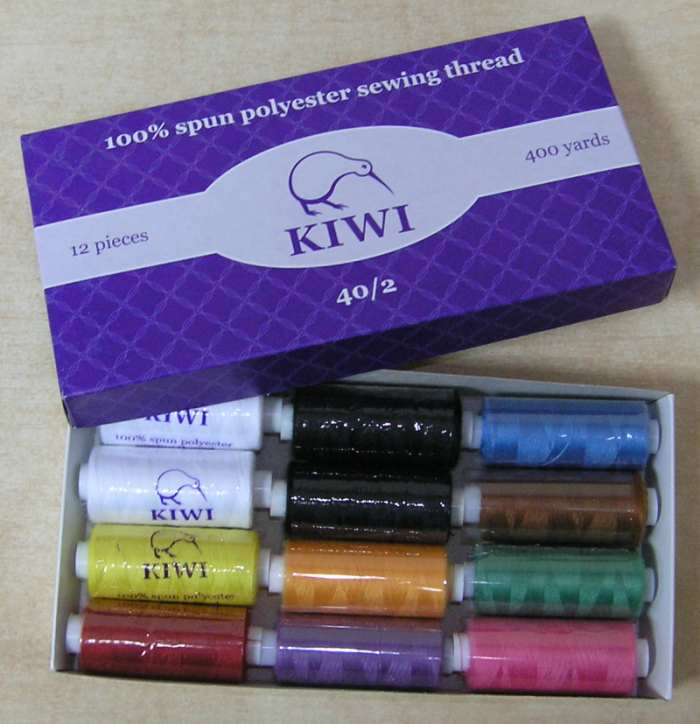 100% spun polyester sewing thread
400 yards
KIWI
12 pieces
40/2
KIWI
100% spun polyester
KIWI
KIWI
100% spun polyester